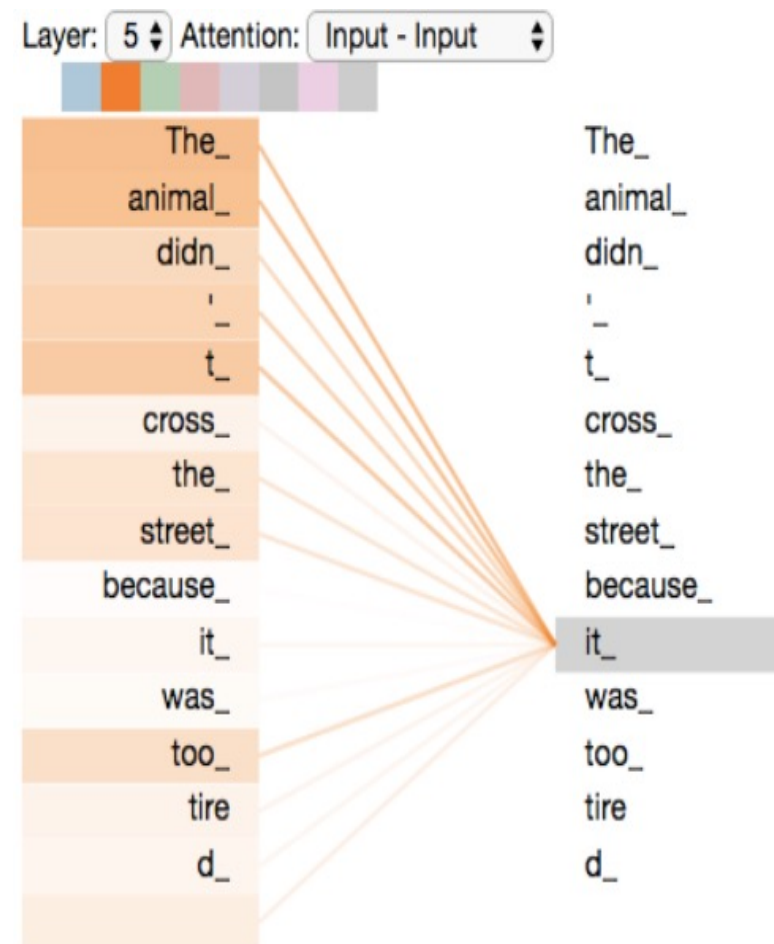 Layer: 5 Attention: Input - Input
The_ The_
animal_ animal_
didn_ didn_
'_ '_
t_ t_
cross_ cross_
the_ the_
street_ street_
because_ because_
it_ it_
was_ was_
too_ too_
tire tire
d_ d_